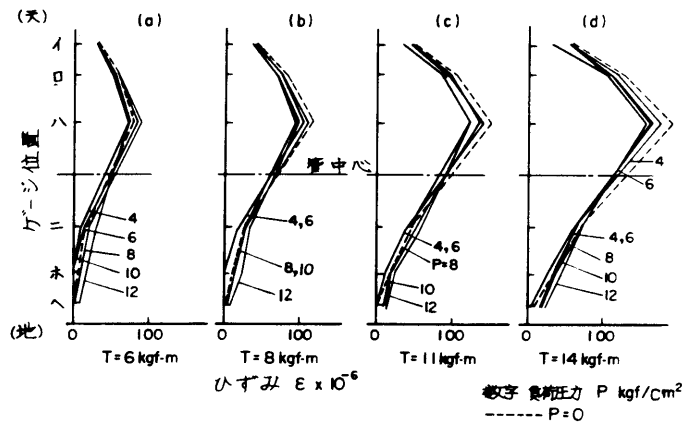 (天)
(a)
(b)
(c)
(d)
イ
ロ
ハ
ニ
ホ
ヘ
(地)
ゲージ位置
管中心
4
6
8
10
12
0
100
T=6 kgf-m
4,6
8,10
12
0
100
T=8 kgf-m
4,6
P=8
10
12
0
100
T=11 kgf-m
4
6
4,6
8
10
12
0
100
T=14 kgf-m
ひずみ ε x 10⁻⁶
数字 負荷圧力 P kgf/cm²
P=0